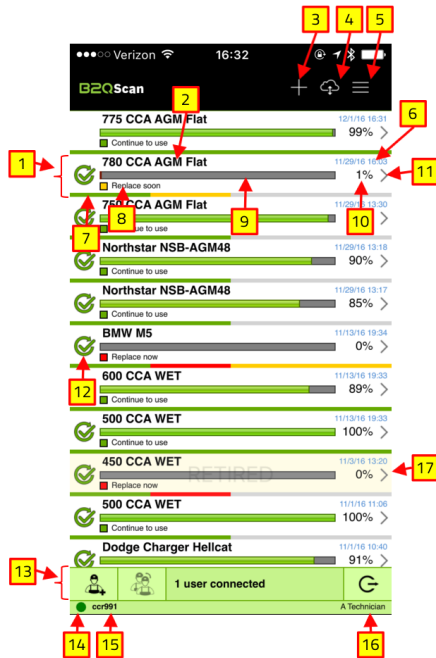 3 4 5
Verizon 16:32
B2QScan
2
775 CCA AGM Flat 12/1/16 16:31
99%
Continue to use
6
1
780 CCA AGM Flat 11/29/16 16:03
1% 11
Replace soon
7 8 9 10
750 CCA AGM Flat 11/29/16 13:30
Continue to use
Northstar NSB-AGM48 11/29/16 13:18
90%
Continue to use
Northstar NSB-AGM48 11/29/16 13:17
85%
Continue to use
BMW M5 11/13/16 19:34
0%
Replace now
12
600 CCA WET 11/13/16 19:33
89%
Continue to use
500 CCA WET 11/13/16 19:33
100%
Continue to use
450 CCA WET 11/3/16 13:20
RETIRED 0% 17
Replace now
500 CCA WET 11/1/16 11:06
100%
Continue to use
Dodge Charger Hellcat 11/1/16 10:40
91%
13
1 user connected
ccr991 A Technician
14 15 16